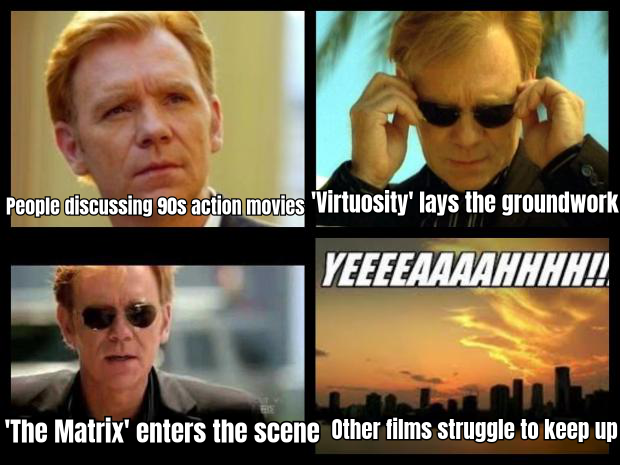 People discussing 90s action movies
'Virtuosity' lays the groundwork
YEEEEAAAAHHHH!!!
'The Matrix' enters the scene
Other films struggle to keep up